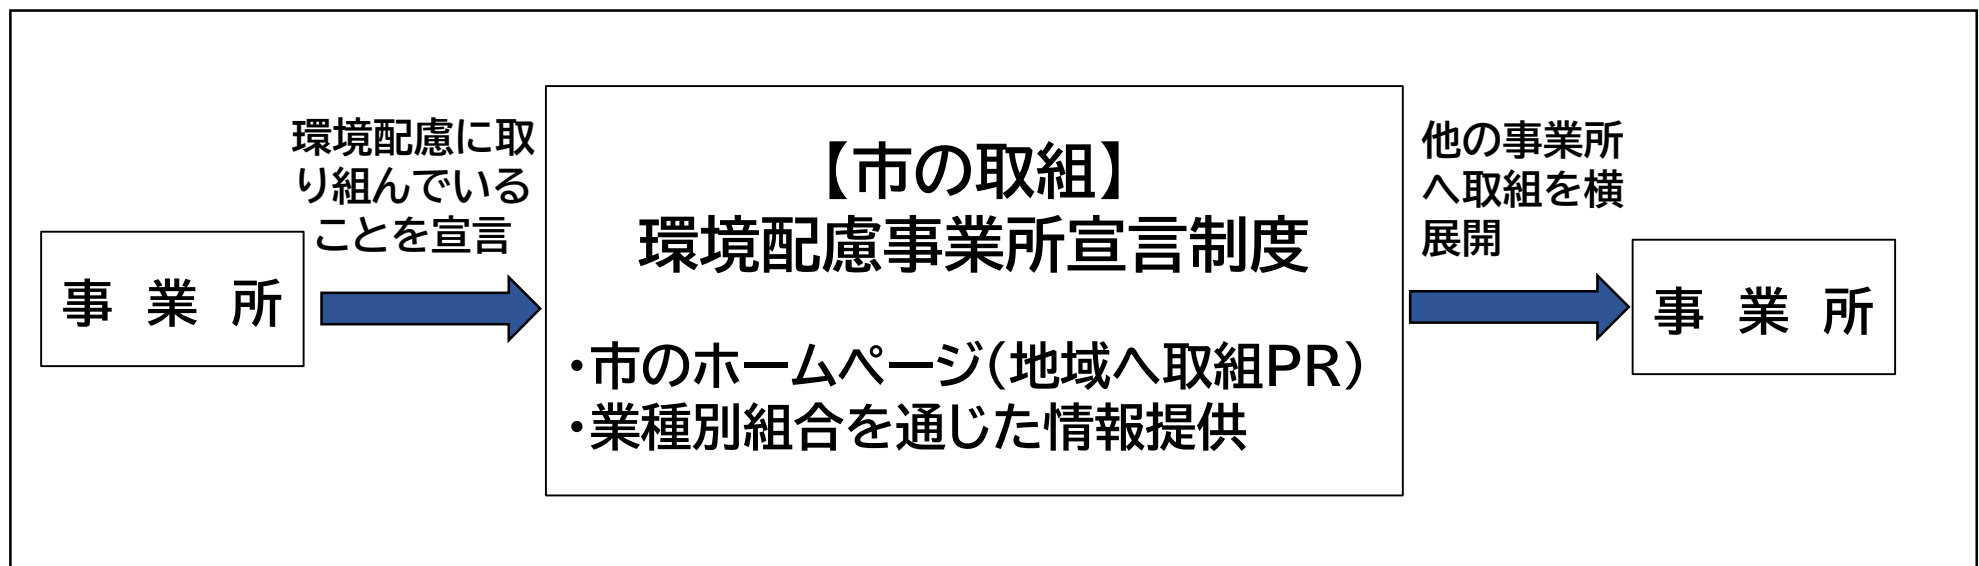 環境配慮に取
り組んでいる
ことを宣言
事　業　所
【市の取組】
環境配慮事業所宣言制度
・市のホームページ（地域へ取組PR）
・業種別組合を通じた情報提供
他の事業所
へ取組を横
展開
事　業　所